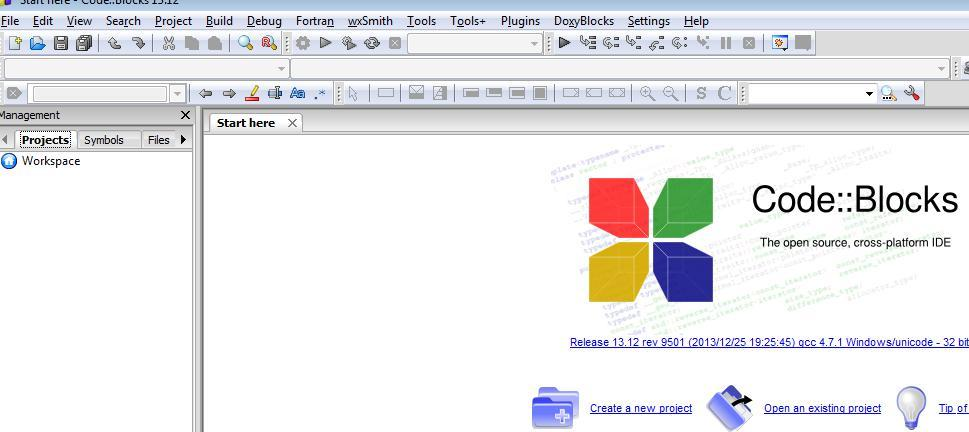 Start here - Code::Blocks 13.12
File Edit View Search Project Build Debug Fortran wxSmith Tools Tools+ Plugins DoxyBlocks Settings Help
Aa .*
S C
Management
Projects Symbols Files
Start here
Workspace
Code::Blocks
The open source, cross-platform IDE
Release 13.12 rev 9501 (2013/12/25 19:25:45) gcc 4.7.1 Windows/unicode - 32 bit
Create a new project Open an existing project Tip of